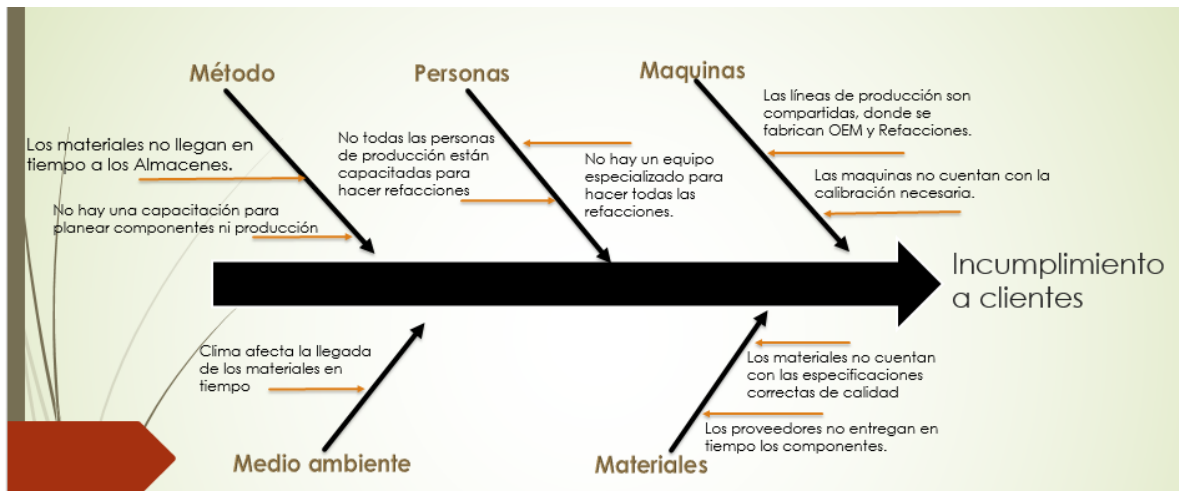 Método
Personas
Maquinas
Los materiales no llegan en
tiempo a los Almacenes.
No hay una capacitación para
planear componentes ni producción
No todas las personas
de producción están
capacitadas para
hacer refacciones
No hay un equipo
especializado para
hacer todas las
refacciones.
Las líneas de producción son
compartidas, donde se
fabrican OEM y Refacciones.
Las maquinas no cuentan con la
calibración necesaria.
Incumplimiento
a clientes
Clima afecta la llegada
de los materiales en
tiempo
Los materiales no cuentan
con las especificaciones
correctas de calidad
Los proveedores no entregan en
tiempo los componentes.
Medio ambiente
Materiales